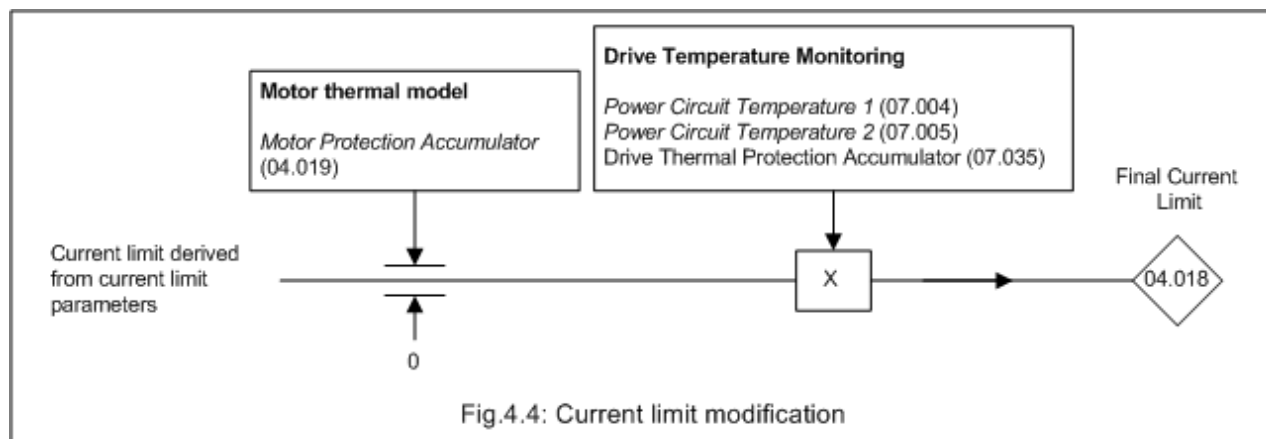 Motor thermal model
Motor Protection Accumulator
(04.019)
Drive Temperature Monitoring
Power Circuit Temperature 1 (07.004)
Power Circuit Temperature 2 (07.005)
Drive Thermal Protection Accumulator (07.035)
Final Current
Limit
Current limit derived
from current limit
parameters
X
04.018
0
Fig.4.4: Current limit modification